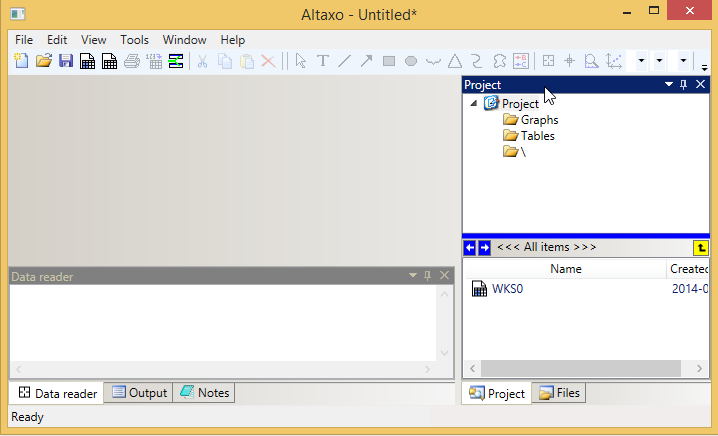 Altaxo - Untitled*
File Edit View Tools Window Help
Project
Project
Graphs
Tables
\
<<< All items >>>
Name Created
WKS0 2014-0
Data reader
Data reader Output Notes
Project Files
Ready